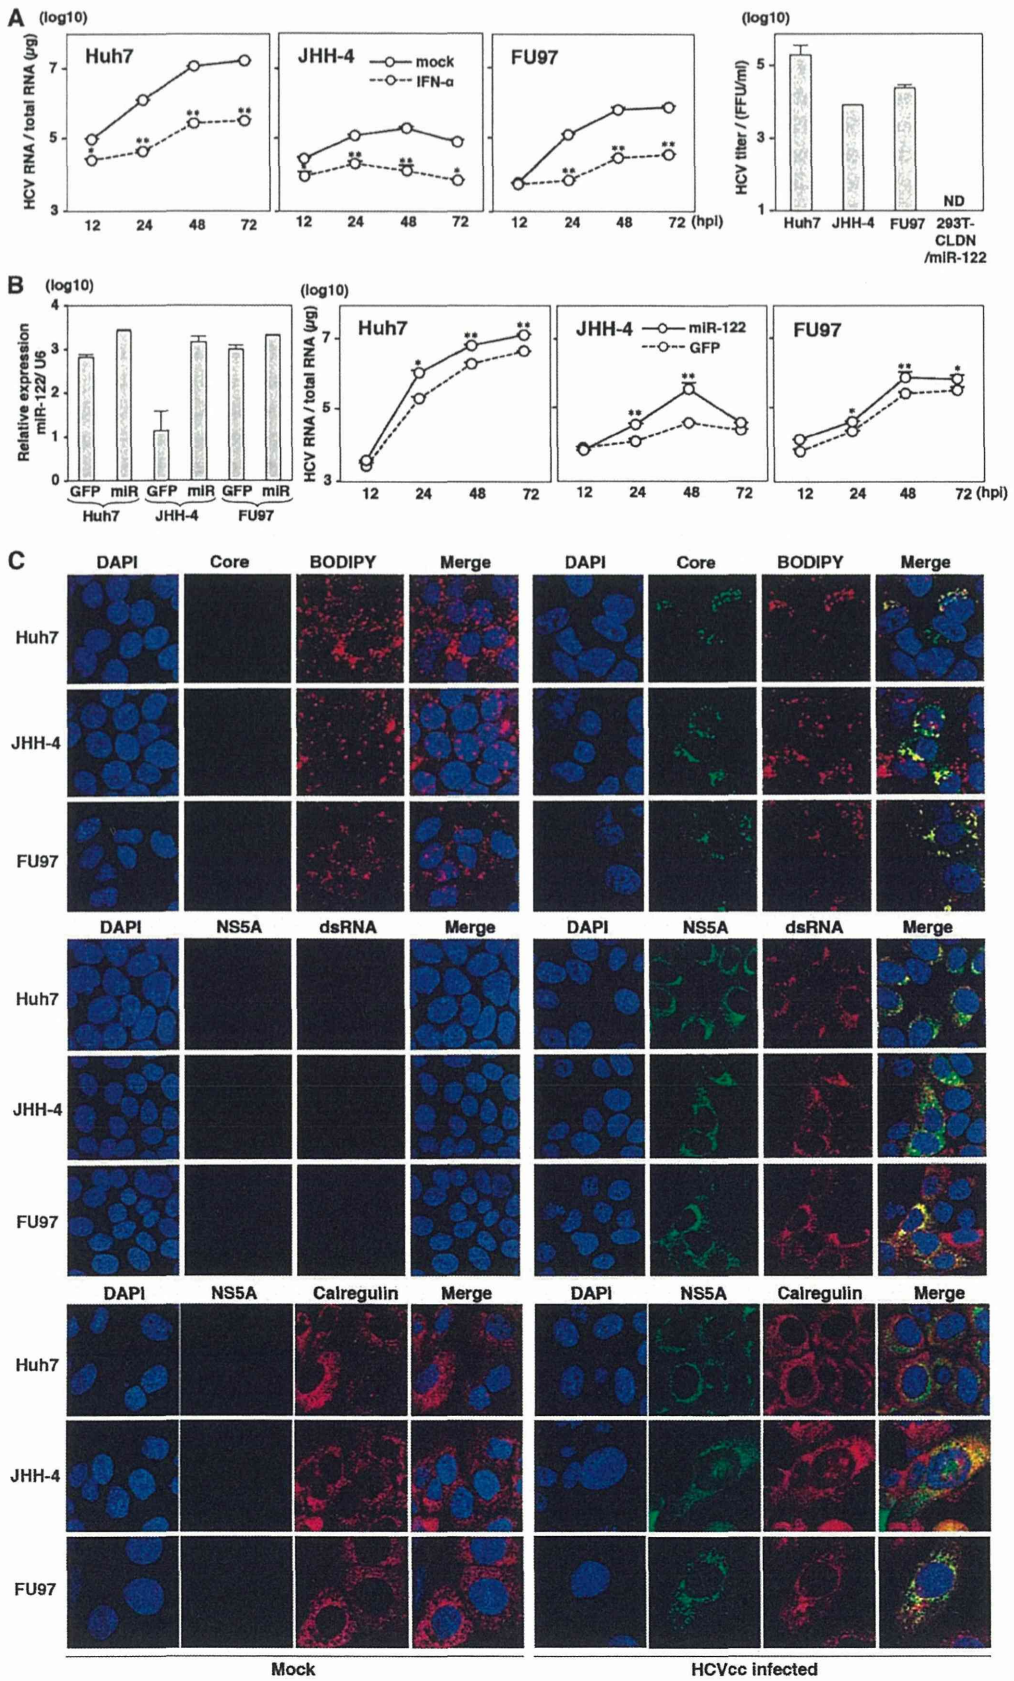 A (log10)
HCV RNA / total RNA (µg)
7
5
3
Huh7
* ** ** **
12 24 48 72
JHH-4
mock
IFN-α
* ** ** *
12 24 48 72
FU97
** ** **
12 24 48 72 (hpi)
(log10)
HCV titer / (FFU/ml)
5
3
1
ND
Huh7 JHH-4 FU97 293T-
CLDN
/miR-122
B (log10)
Relative expression
miR-122/ U6
4
3
2
1
0
GFP miR GFP miR GFP miR
Huh7 JHH-4 FU97
(log10)
HCV RNA / total RNA (µg)
7
5
3
Huh7
* ** **
12 24 48 72
JHH-4
miR-122
GFP
** **
12 24 48 72
FU97
* ** *
12 24 48 72 (hpi)
C
DAPI Core BODIPY Merge DAPI Core BODIPY Merge
Huh7
JHH-4
FU97
DAPI NS5A dsRNA Merge DAPI NS5A dsRNA Merge
Huh7
JHH-4
FU97
DAPI NS5A Calregulin Merge DAPI NS5A Calregulin Merge
Huh7
JHH-4
FU97
Mock HCVcc infected